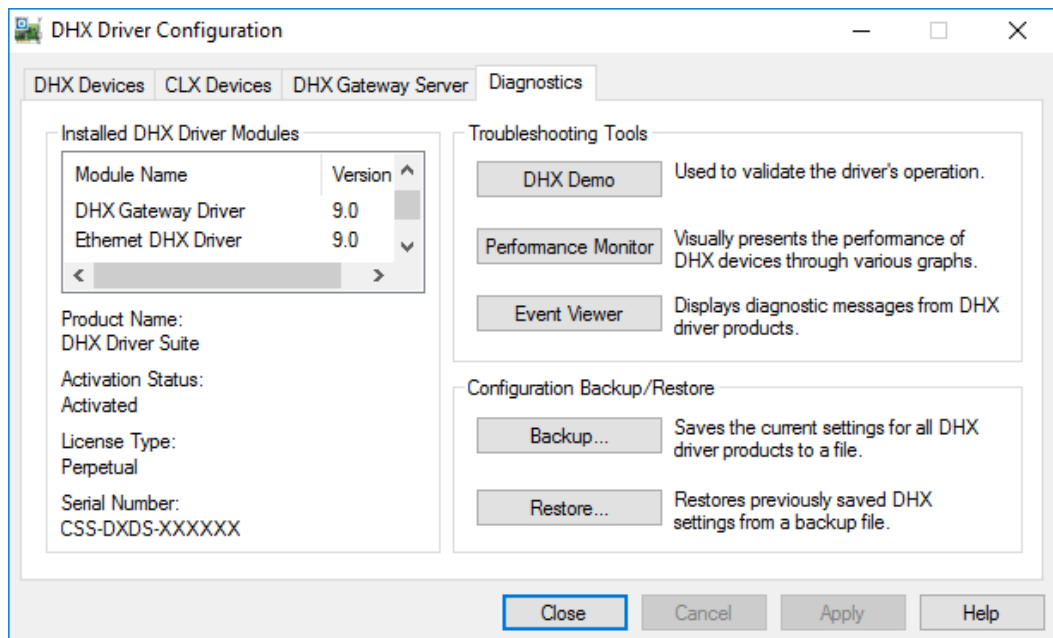 DHX Driver Configuration
DHX Devices
CLX Devices
DHX Gateway Server
Diagnostics
Installed DHX Driver Modules
Module Name Version
DHX Gateway Driver 9.0
Ethernet DHX Driver 9.0
Product Name:
DHX Driver Suite
Activation Status:
Activated
License Type:
Perpetual
Serial Number:
CSS-DXDS-XXXXXX
Troubleshooting Tools
DHX Demo
Used to validate the driver's operation.
Performance Monitor
Visually presents the performance of
DHX devices through various graphs.
Event Viewer
Displays diagnostic messages from DHX
driver products.
Configuration Backup/Restore
Backup...
Saves the current settings for all DHX
driver products to a file.
Restore...
Restores previously saved DHX
settings from a backup file.
Close
Cancel
Apply
Help